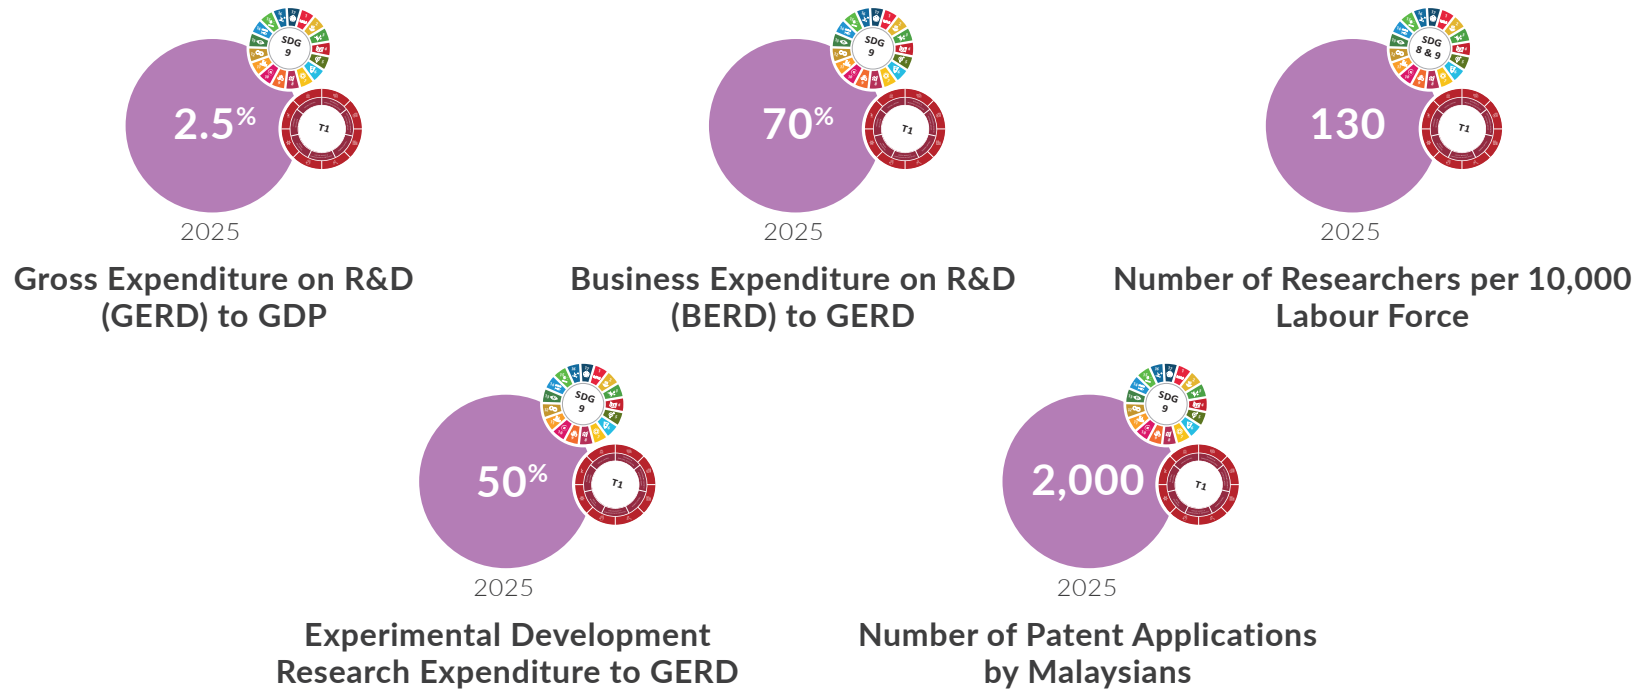 SDG
9
2.5%
T1
2025
Gross Expenditure on R&D
(GERD) to GDP
SDG
9
70%
T1
2025
Business Expenditure on R&D
(BERD) to GERD
SDG
8 & 9
130
T1
2025
Number of Researchers per 10,000
Labour Force
SDG
9
50%
T1
2025
Experimental Development
Research Expenditure to GERD
SDG
9
2,000
T1
2025
Number of Patent Applications
by Malaysians